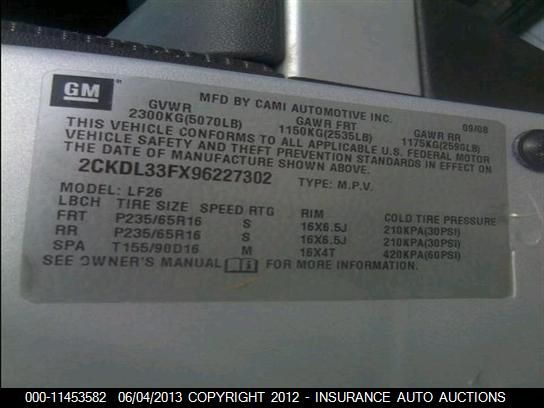 GM
MFD BY CAMI AUTOMOTIVE INC.
09/08
GVWR GAWR FRT GAWR RR
2300KG(5070LB) 1150KG(2535LB) 1175KG(2590LB)
THIS VEHICLE CONFORMS TO ALL APPLICABLE U.S. FEDERAL MOTOR
VEHICLE SAFETY AND THEFT PREVENTION STANDARDS IN EFFECT ON
THE DATE OF MANUFACTURE SHOWN ABOVE.
2CKDL33FX96227302 TYPE: M.P.V.
MODEL: LF26
LBCH TIRE SIZE SPEED RTG RIM COLD TIRE PRESSURE
FRT P235/65R16 S 16X6.5J 210KPA(30PSI)
RR P235/65R16 S 16X6.5J 210KPA(30PSI)
SPA T155/90D16 M 16X4T 420KPA(60PSI)
SEE OWNER'S MANUAL FOR MORE INFORMATION.
000-11453582 06/04/2013 COPYRIGHT 2012 - INSURANCE AUTO AUCTIONS